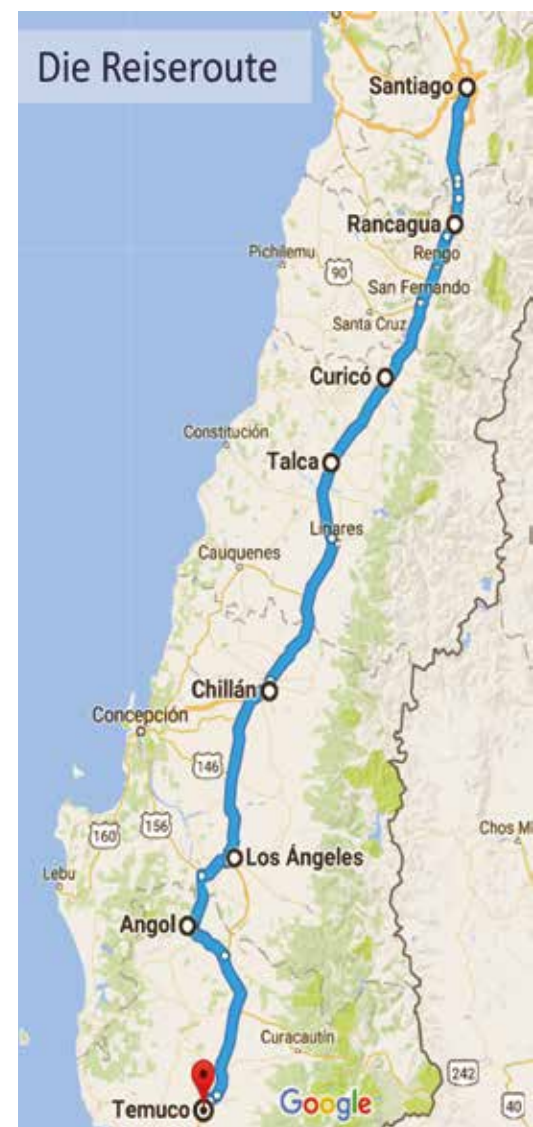 Die Reiseroute
Santiago
Rancagua
Pichilemu
Rengo
90
San Fernando
Santa Cruz
Curicó
Constitución
Talca
Linares
Cauquenes
Chillán
Concepción
146
156
160
Chos M
Los Ángeles
Lebu
Angol
Curacautín
242
Temuco
Google
40